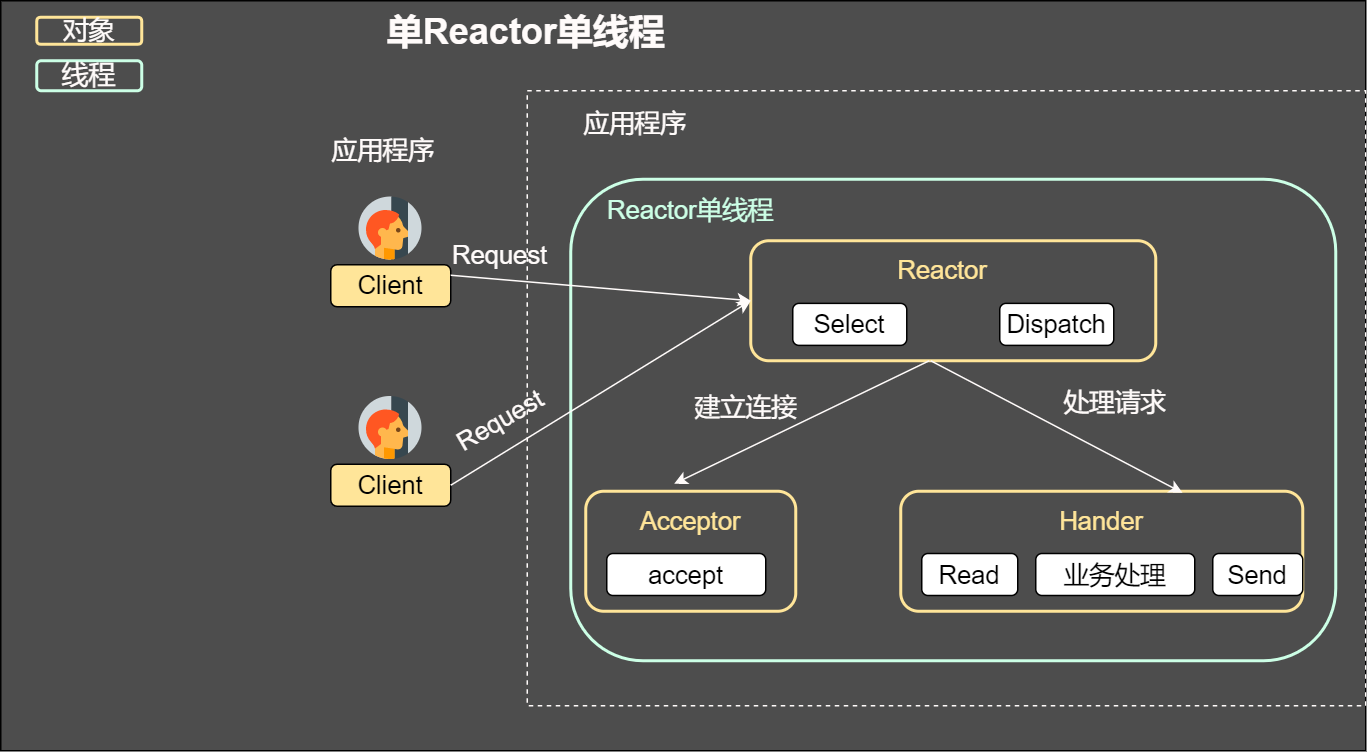 对象
单Reactor单线程
线程
应用程序
应用程序
Reactor单线程
Request
Client
Reactor
Select
Dispatch
建立连接
处理请求
Request
Client
Acceptor
accept
Hander
Read
业务处理
Send